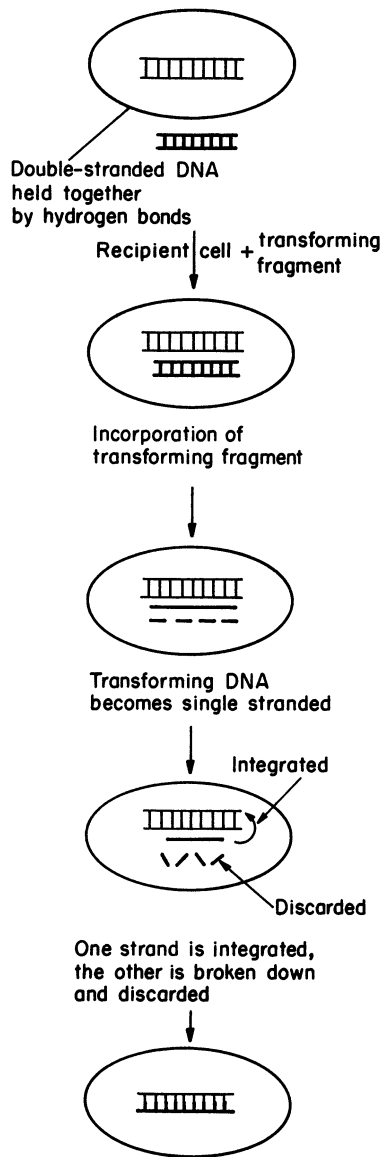 Double-stranded DNA
held together
by hydrogen bonds
Recipient cell + transforming
fragment
Incorporation of
transforming fragment
Transforming DNA
becomes single stranded
Integrated
Discarded
One strand is integrated,
the other is broken down
and discarded